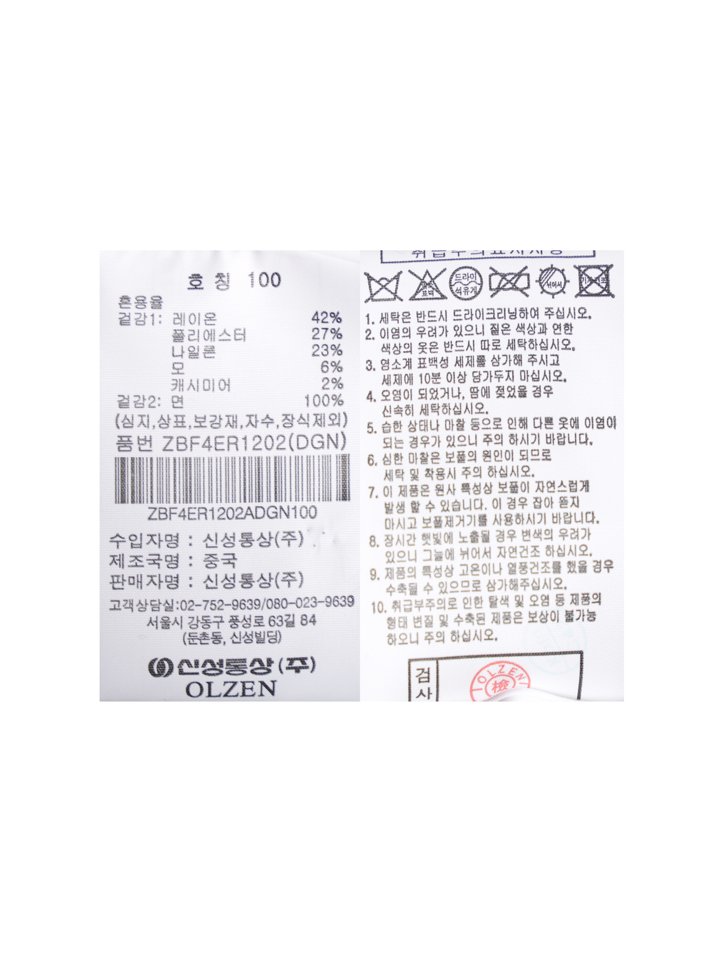 호 칭 100
혼용율
겉감1: 레이온 42%
폴리에스터 27%
나일론 23%
모 6%
캐시미어 2%
겉감2: 면 100%
(심지,상표,보강재,자수,장식제외)
품번 ZBF4ER1202(DGN)
ZBF4ER1202ADGN100
수입자명 : 신성통상(주)
제조국명 : 중국
판매자명 : 신성통상(주)
고객상담실:02-752-9639/080-023-9639
서울시 강동구 풍성로 63길 84
(둔촌동, 신성빌딩)
신성통상(주)
OLZEN
취급주의표시사항
드라이
석유계
1. 세탁은 반드시 드라이크리닝하여 주십시오.
2. 이염의 우려가 있으니 짙은 색상과 연한
색상의 옷은 반드시 따로 세탁하십시오.
3. 염소계 표백성 세제를 삼가해 주시고
세제에 10분 이상 담가두지 마십시오.
4. 오염이 되었거나, 땀에 젖었을 경우
신속히 세탁하십시오.
5. 습한 상태나 마찰 등으로 인해 다른 옷에 이염이
되는 경우가 있으니 주의 하시기 바랍니다.
6. 심한 마찰은 보풀의 원인이 되므로
세탁 및 착용시 주의 하십시오.
7. 이 제품은 원사 특성상 보풀이 자연스럽게
발생 할 수 있습니다. 이 경우 잡아 뜯지
마시고 보풀제거기를 사용하시기 바랍니다.
8. 장시간 햇빛에 노출될 경우 변색의 우려가
있으니 그늘에 뉘어서 자연건조 하십시오.
9. 제품의 특성상 고온이나 열풍건조를 했을 경우
수축될 수 있으므로 삼가해주십시오.
10. 취급부주의로 인한 탈색 및 오염 등 제품의
형태 변질 및 수축된 제품은 보상이 불가능
하오니 주의 하십시오.
검사
OLZEN
檢